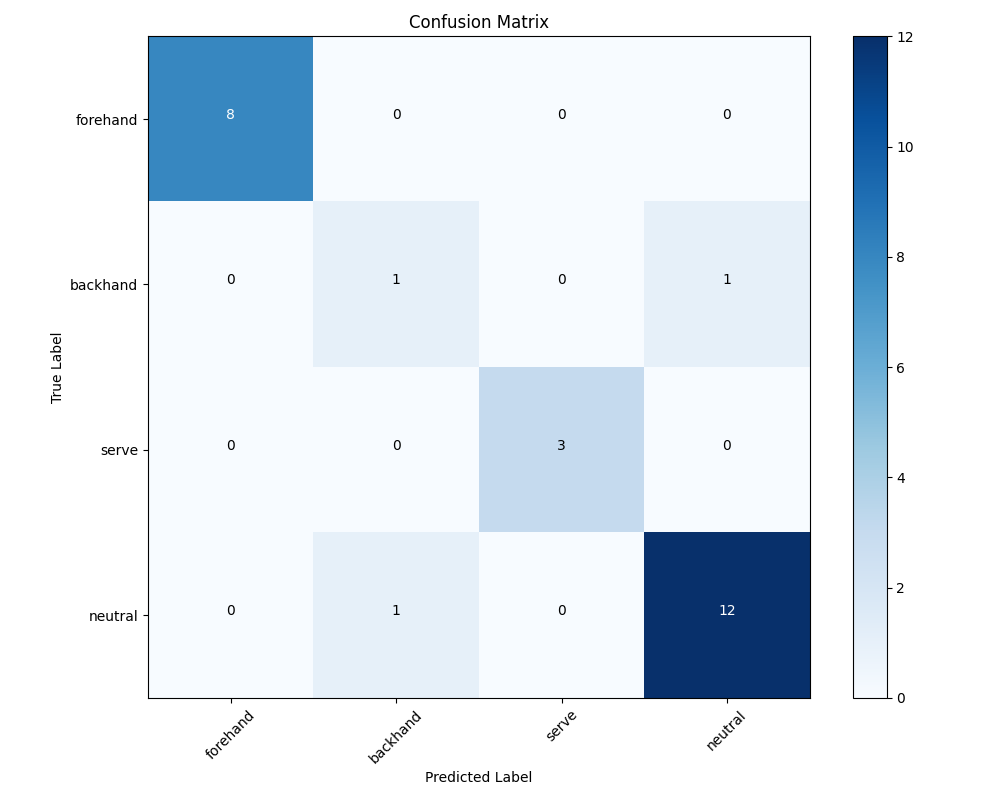 Confusion Matrix
forehand 8 0 0 0
backhand 0 1 0 1
serve 0 0 3 0
neutral 0 1 0 12
forehand backhand serve neutral
Predicted Label
True Label
12
10
8
6
4
2
0